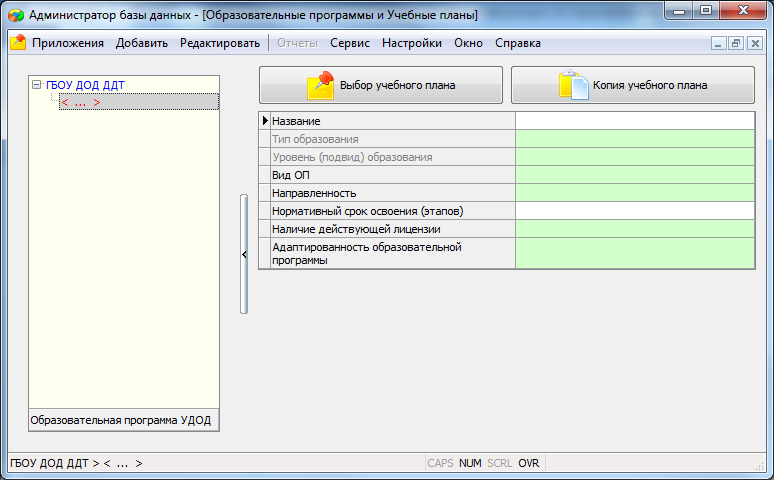 Администратор базы данных - [Образовательные программы и Учебные планы]
Приложения Добавить Редактировать Отчеты Сервис Настройки Окно Справка
ГБОУ ДОД ДДТ
< ... >
Образовательная программа УДОД
Выбор учебного плана
Копия учебного плана
Название
Тип образования
Уровень (подвид) образования
Вид ОП
Направленность
Нормативный срок освоения (этапов)
Наличие действующей лицензии
Адаптированность образовательной
программы
ГБОУ ДОД ДДТ > < ... >
CAPS NUM SCRL OVR